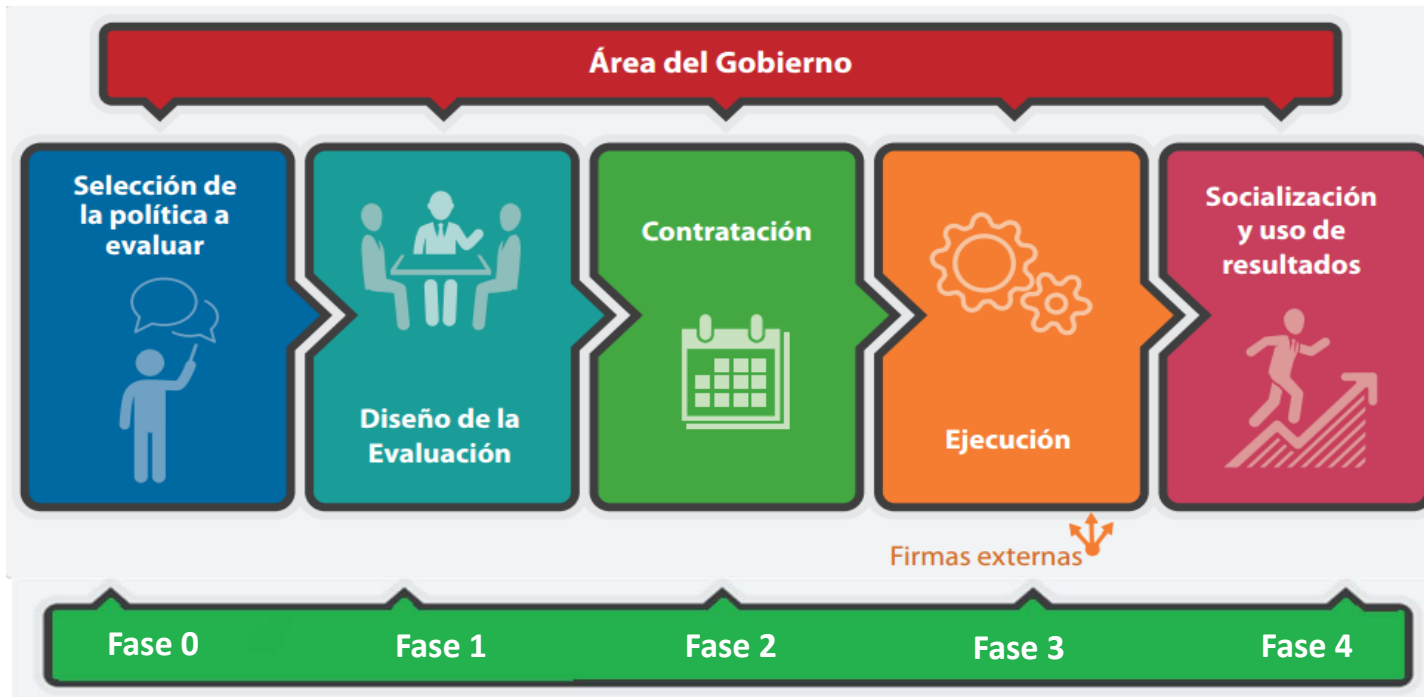 Área del Gobierno
Selección de
la política a
evaluar
Diseño de la
Evaluación
Contratación
Ejecución
Socialización
y uso de
resultados
Firmas externas
Fase 0
Fase 1
Fase 2
Fase 3
Fase 4